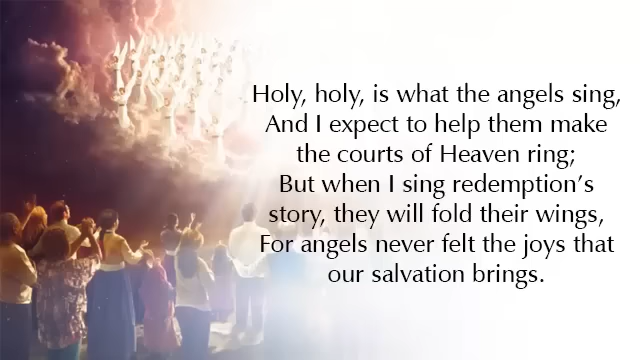 Holy, holy, is what the angels sing,
And I expect to help them make
the courts of Heaven ring;
But when I sing redemption’s
story, they will fold their wings,
For angels never felt the joys that
our salvation brings.